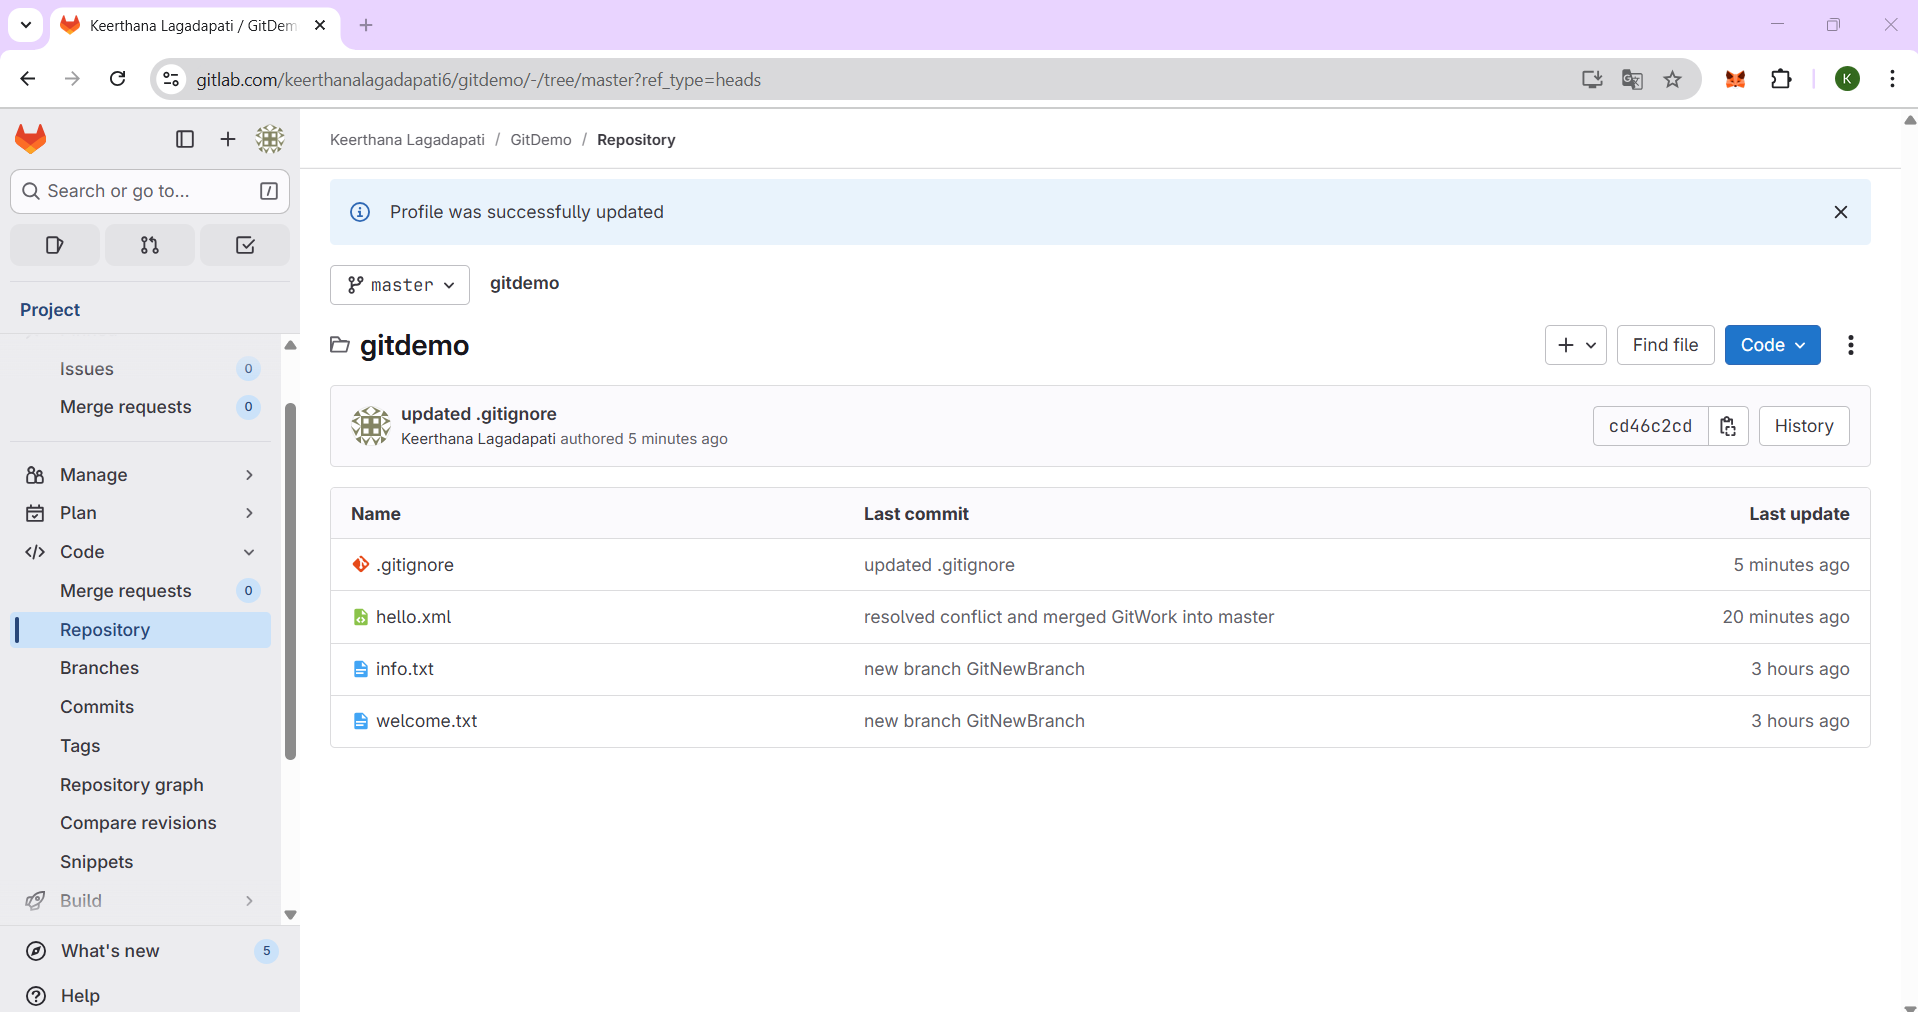 Keerthana Lagadapati / GitDem
gitlab.com/keerthanalagadapati6/gitdemo/-/tree/master?ref_type=heads
K
Search or go to... /
Project
Issues 0
Merge requests 0
Manage
Plan
Code
Merge requests 0
Repository
Branches
Commits
Tags
Repository graph
Compare revisions
Snippets
Build
What's new 5
Help
Keerthana Lagadapati / GitDemo / Repository
Profile was successfully updated
master gitdemo
gitdemo
Find file Code
updated .gitignore
Keerthana Lagadapati authored 5 minutes ago
cd46c2cd History
Name Last commit Last update
.gitignore updated .gitignore 5 minutes ago
hello.xml resolved conflict and merged GitWork into master 20 minutes ago
info.txt new branch GitNewBranch 3 hours ago
welcome.txt new branch GitNewBranch 3 hours ago